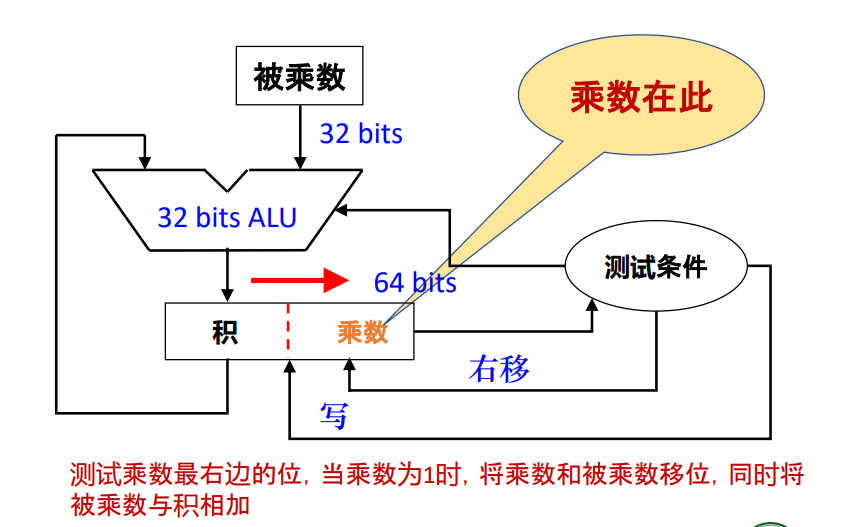 被乘数
乘数在此
32 bits
32 bits ALU
测试条件
64 bits
积
乘数
右移
写
测试乘数最右边的位，当乘数为1时，将乘数和被乘数移位，同时将
被乘数与积相加